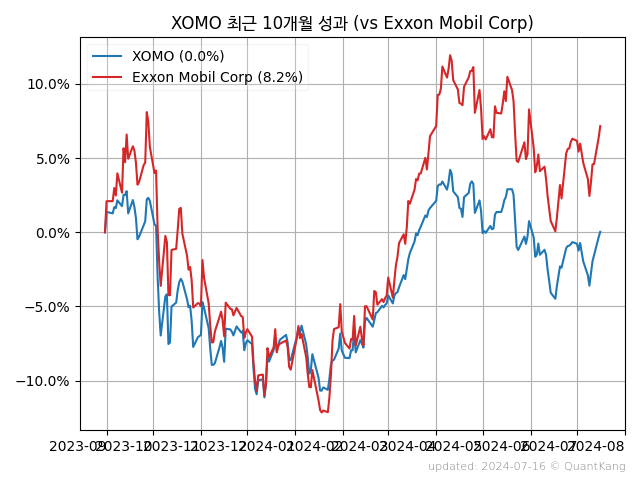 XOMO 최근 10개월 성과 (vs Exxon Mobil Corp)
XOMO (0.0%)
Exxon Mobil Corp (8.2%)
10.0%
5.0%
0.0%
−5.0%
−10.0%
2023-09 2023-10 2023-11 2023-12 2024-01 2024-02 2024-03 2024-04 2024-05 2024-06 2024-07 2024-08
updated: 2024-07-16 © QuantKang